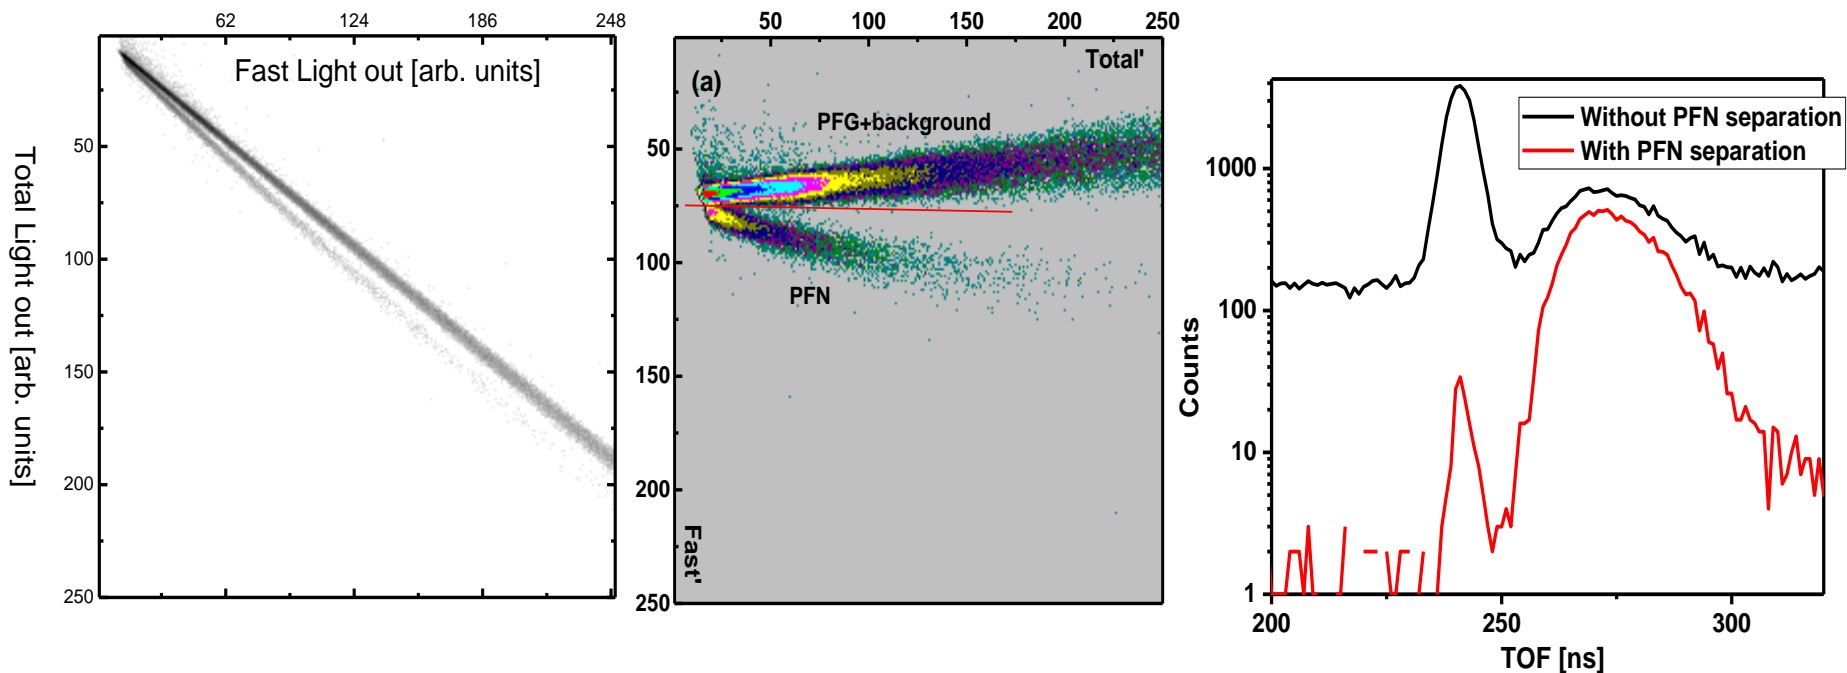 62 124 186 248
Fast Light out [arb. units]
Total Light out [arb. units]
50
100
150
200
250
50 100 150 200 250
Total'
(a)
PFG+background
PFN
Fast'
50
100
150
200
250
Without PFN separation
With PFN separation
Counts
1000
100
10
1
200 250 300
TOF [ns]